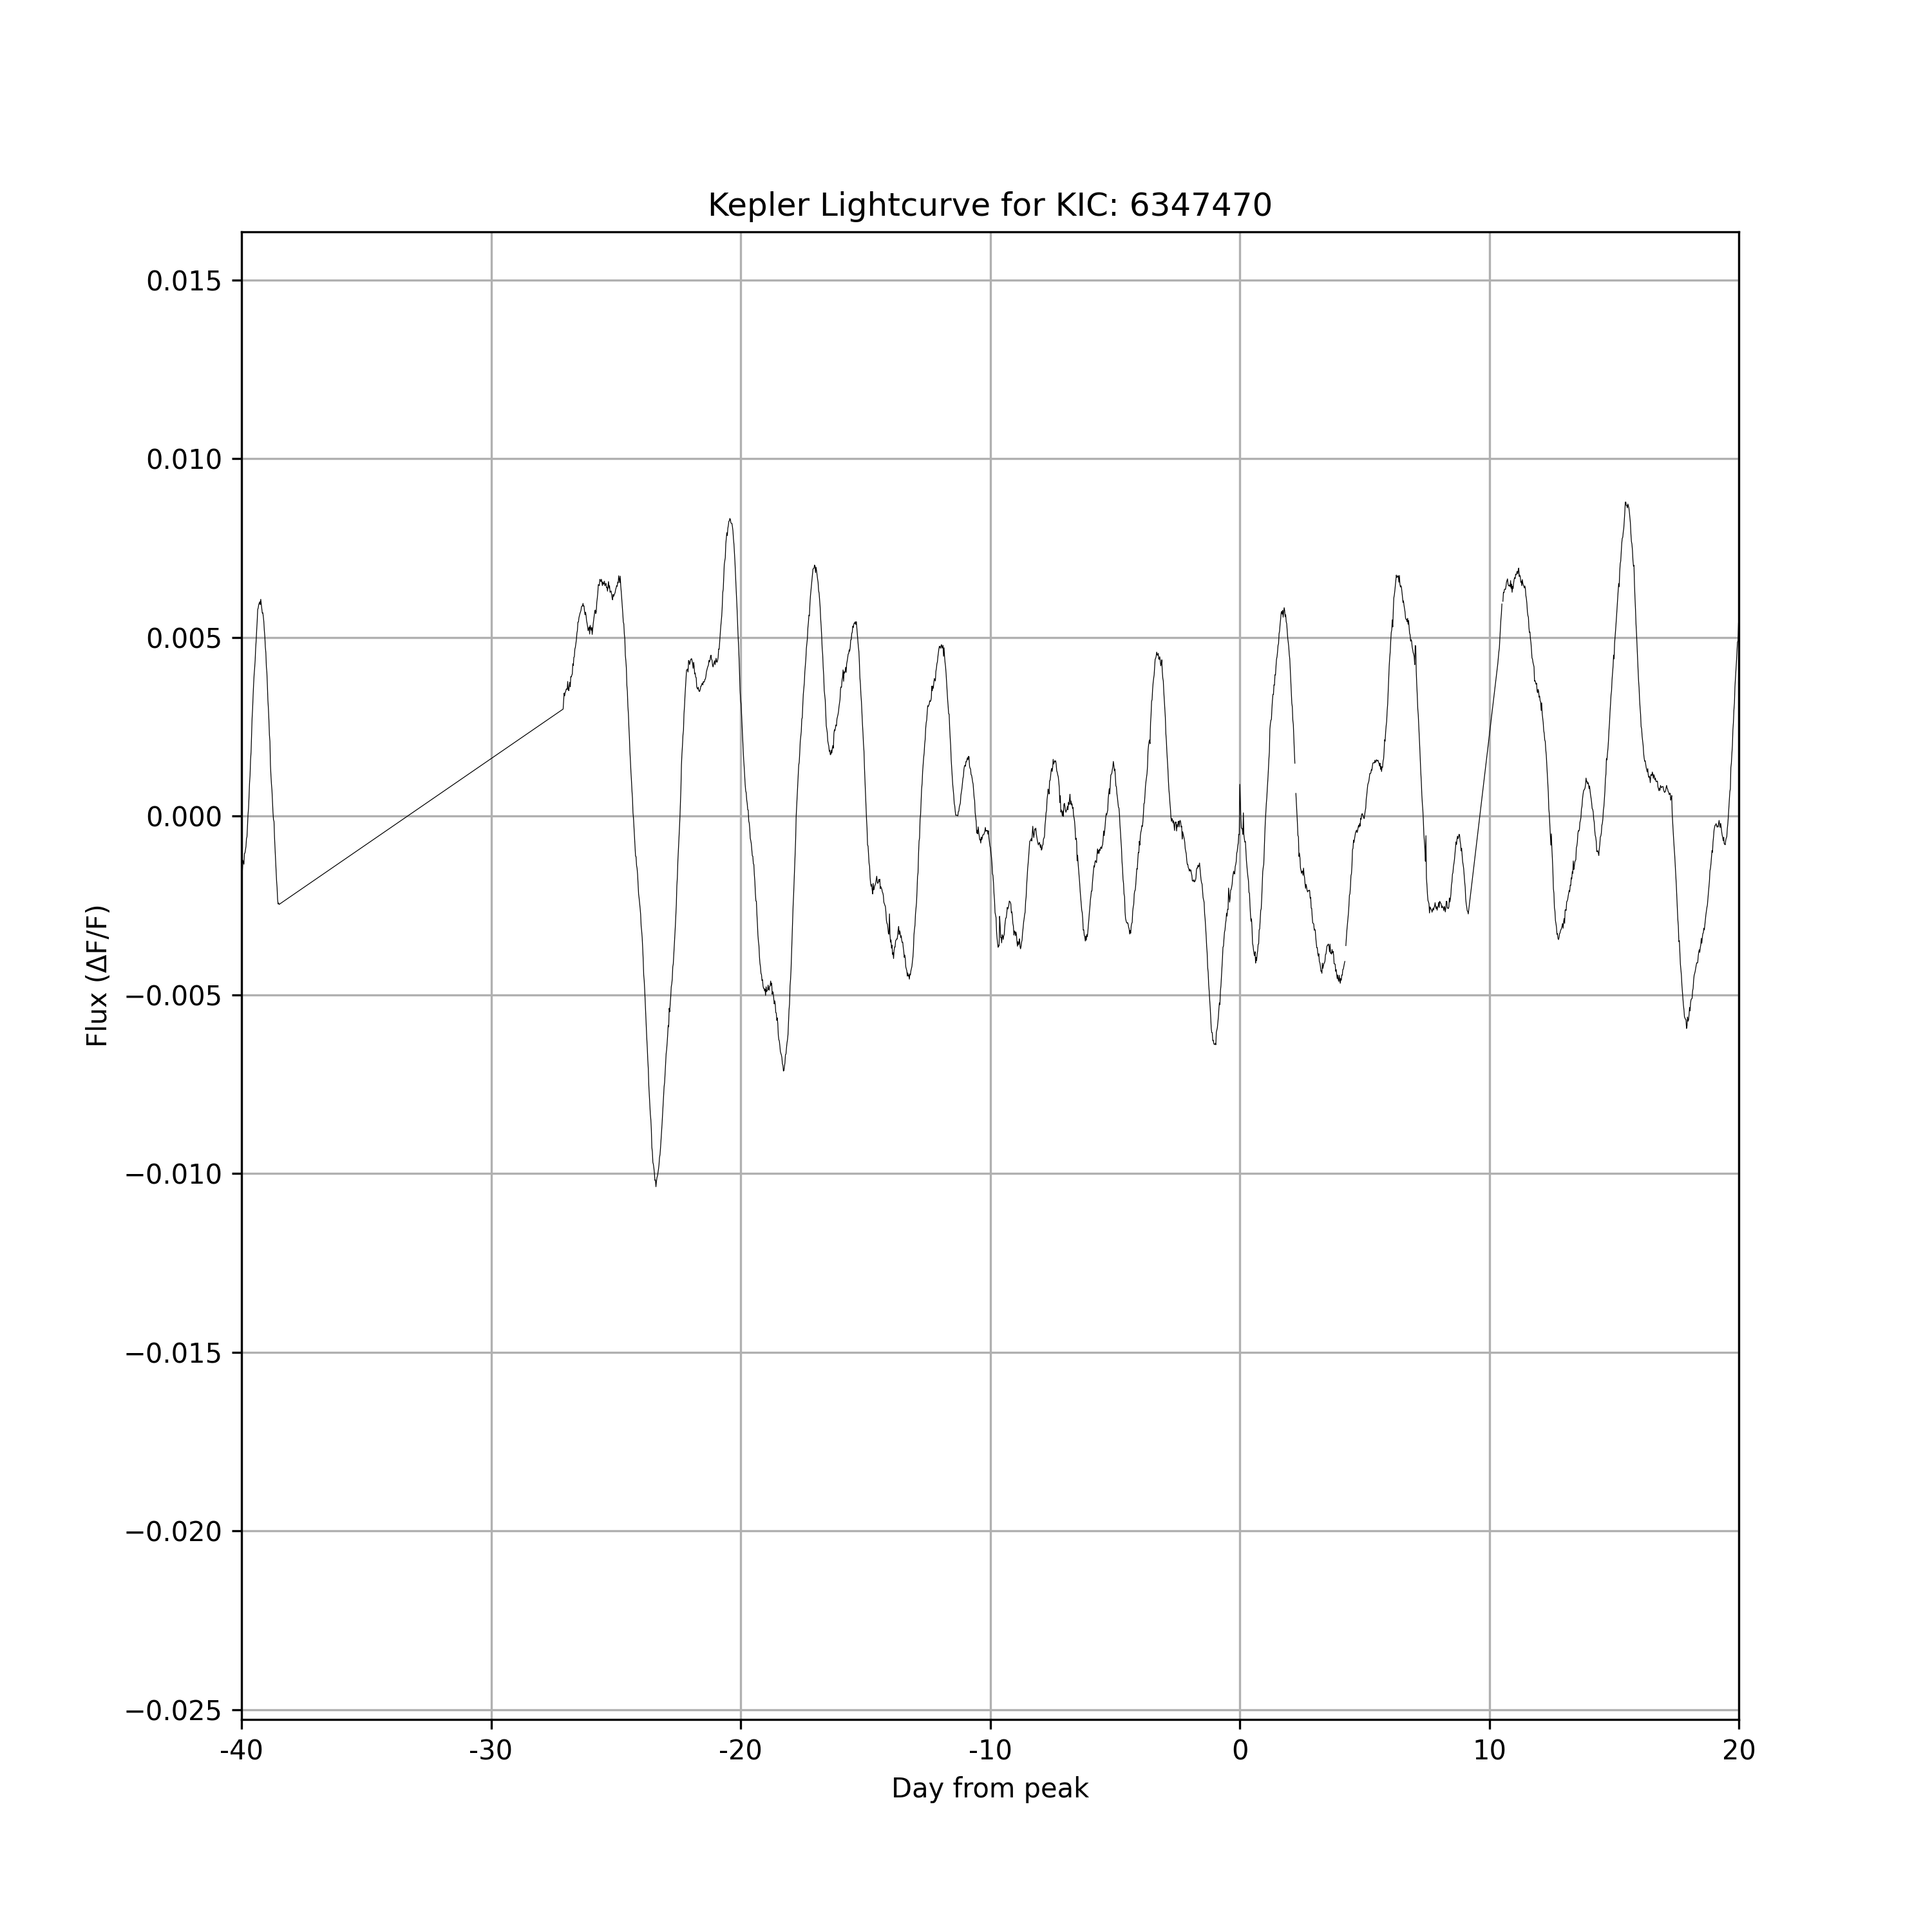 Kepler Lightcurve for KIC: 6347470
0.015
0.010
0.005
0.000
−0.005
−0.010
−0.015
−0.020
−0.025
Flux (ΔF/F)
-40 -30 -20 -10 0 10 20
Day from peak